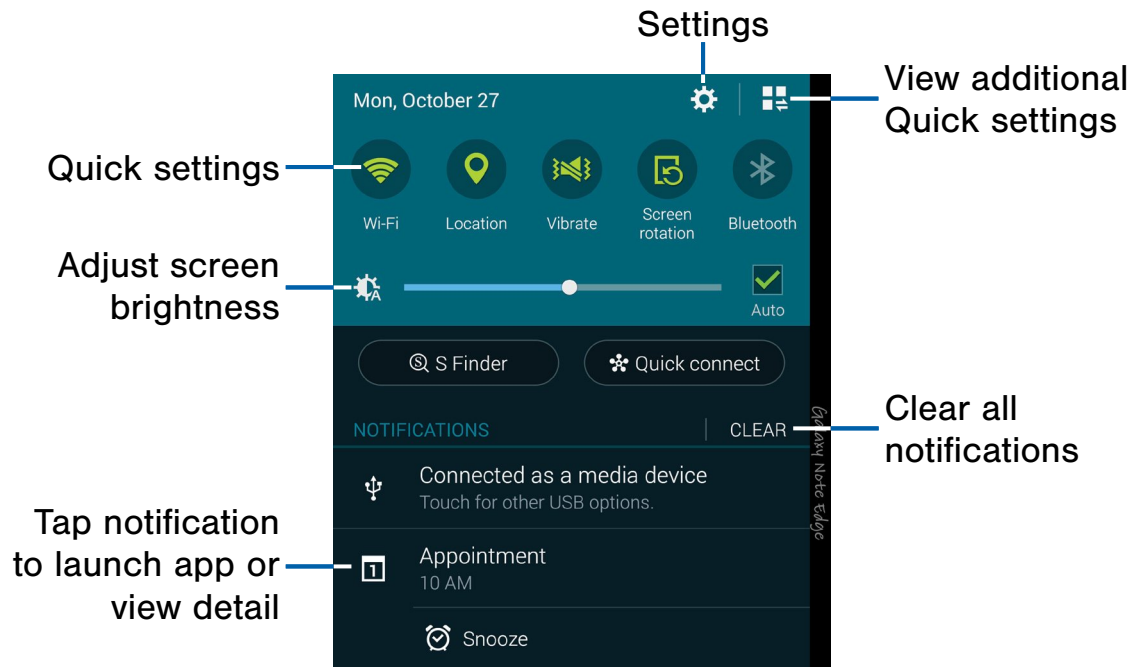 Settings
View additional
Quick settings
Mon, October 27
Quick settings
Wi-Fi
Location
Vibrate
Screen
rotation
Bluetooth
Adjust screen
brightness
A
Auto
S S Finder
Quick connect
NOTIFICATIONS
CLEAR
Clear all
notifications
Galaxy Note Edge
Connected as a media device
Touch for other USB options.
Tap notification
to launch app or
view detail
1
Appointment
10 AM
Snooze